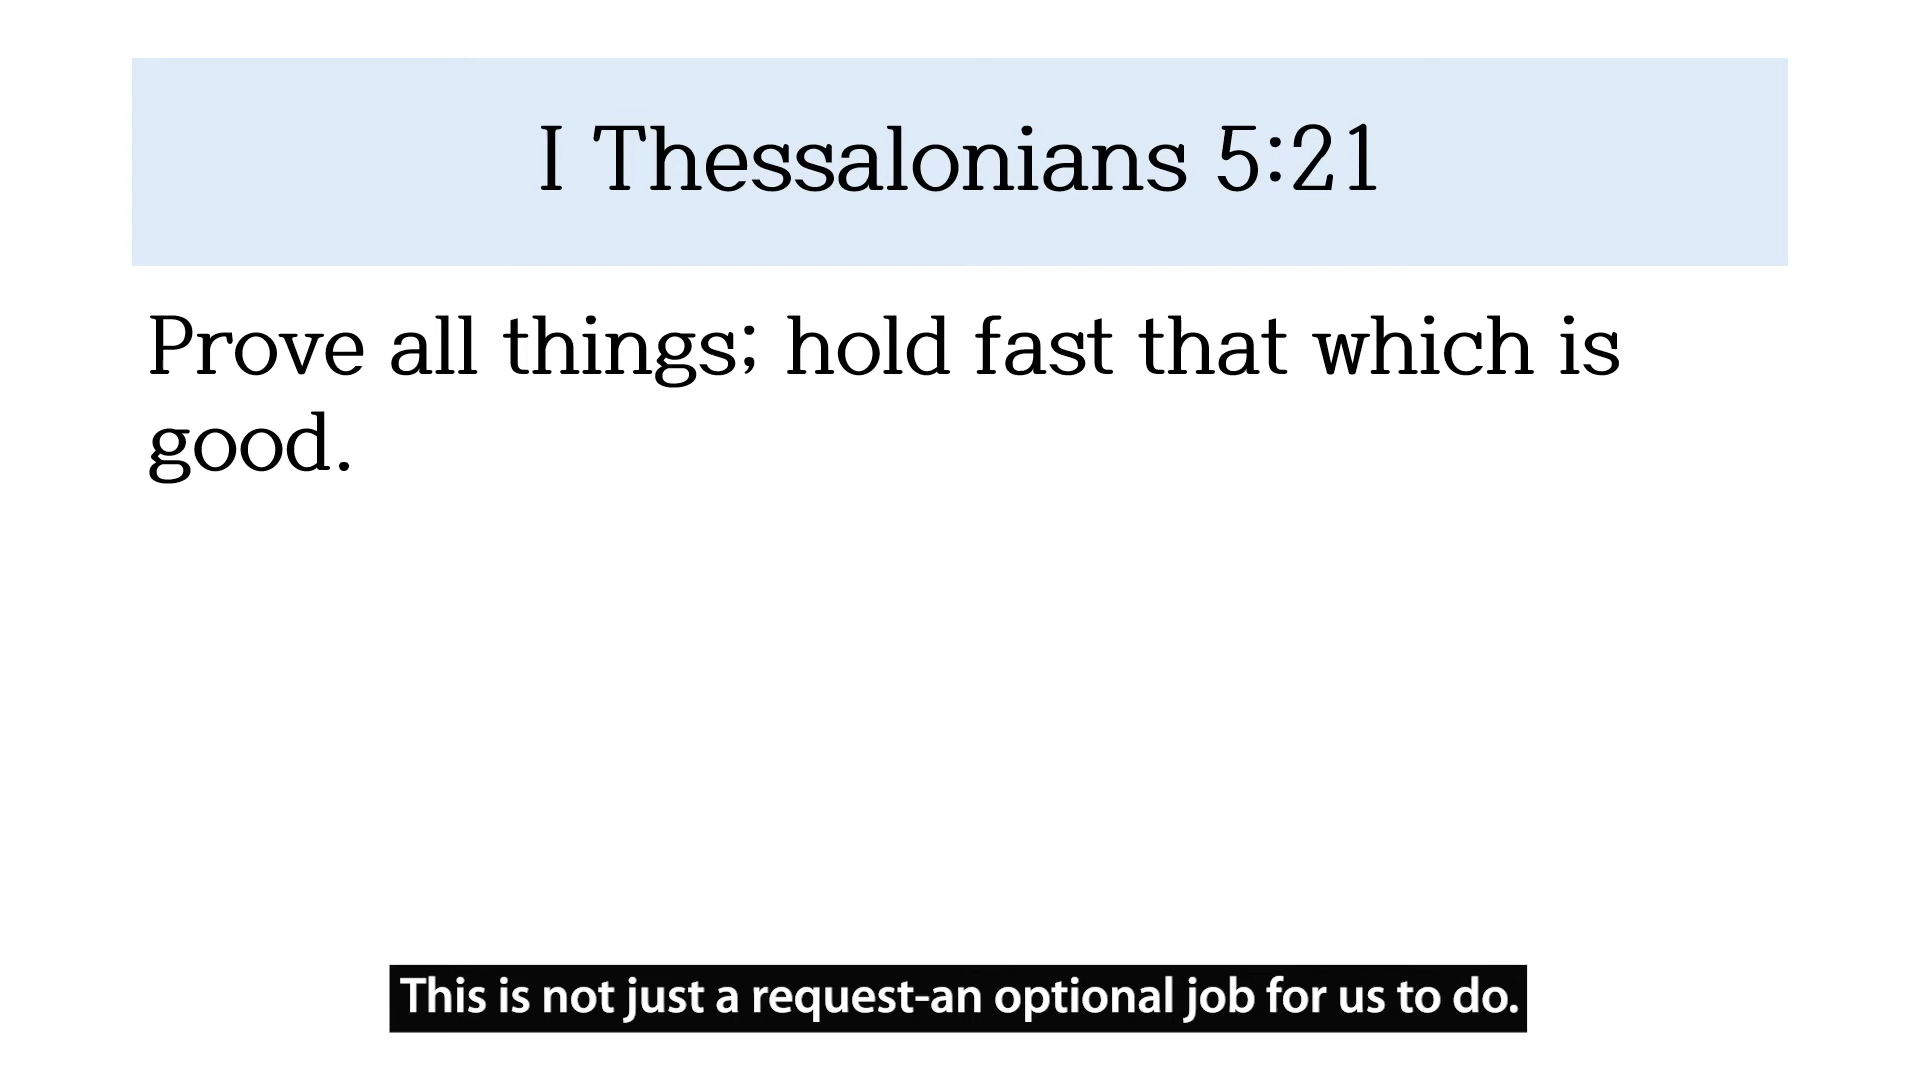 I Thessalonians 5:21
Prove all things; hold fast that which is
good.
This is not just a request-an optional job for us to do.